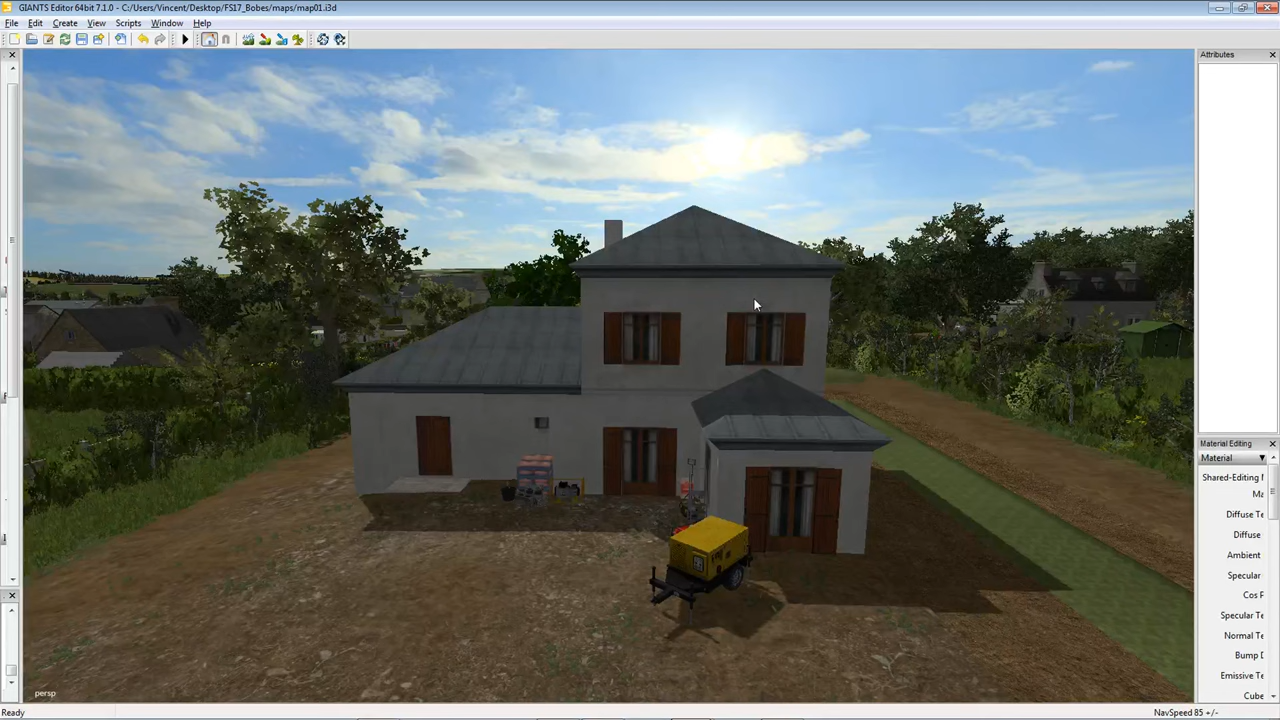 GIANTS Editor 64bit 7.1.0 - C:/Users/Vincent/Desktop/FS17_Bobes/maps/map01.i3d
File Edit Create View Scripts Window Help
Attributes
Material Editing
Material
Shared-Editing
Ma
Diffuse Te
Diffuse
Ambient
Specular
Cos P
Specular Te
Normal Te
Bump D
Emissive Te
Cube
persp
Ready
NavSpeed 85 +/-